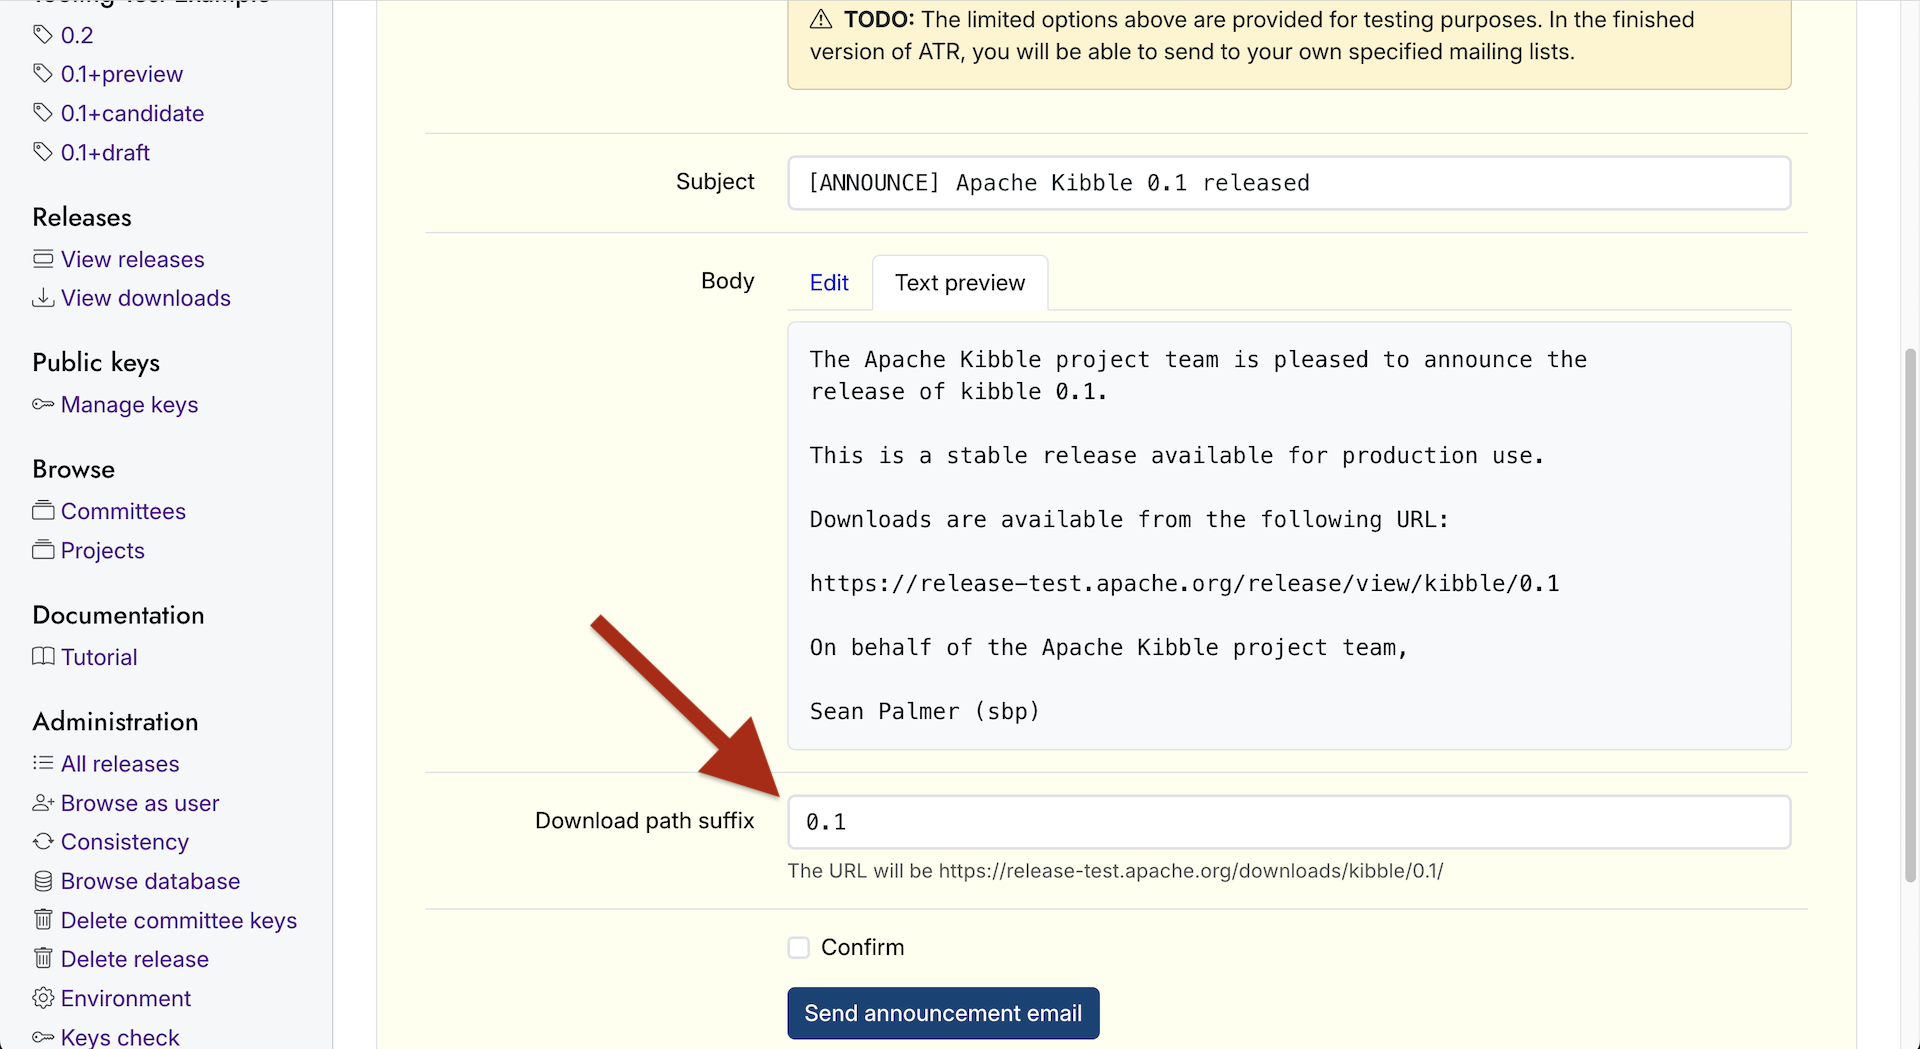 0.2
0.1+preview
0.1+candidate
0.1+draft
Releases
View releases
View downloads
Public keys
Manage keys
Browse
Committees
Projects
Documentation
Tutorial
Administration
All releases
Browse as user
Consistency
Browse database
Delete committee keys
Delete release
Environment
Keys check
TODO: The limited options above are provided for testing purposes. In the finished
version of ATR, you will be able to send to your own specified mailing lists.
Subject
[ANNOUNCE] Apache Kibble 0.1 released
Body
Edit
Text preview
The Apache Kibble project team is pleased to announce the
release of kibble 0.1.
This is a stable release available for production use.
Downloads are available from the following URL:
https://release-test.apache.org/release/view/kibble/0.1
On behalf of the Apache Kibble project team,
Sean Palmer (sbp)
Download path suffix
0.1
The URL will be https://release-test.apache.org/downloads/kibble/0.1/
Confirm
Send announcement email